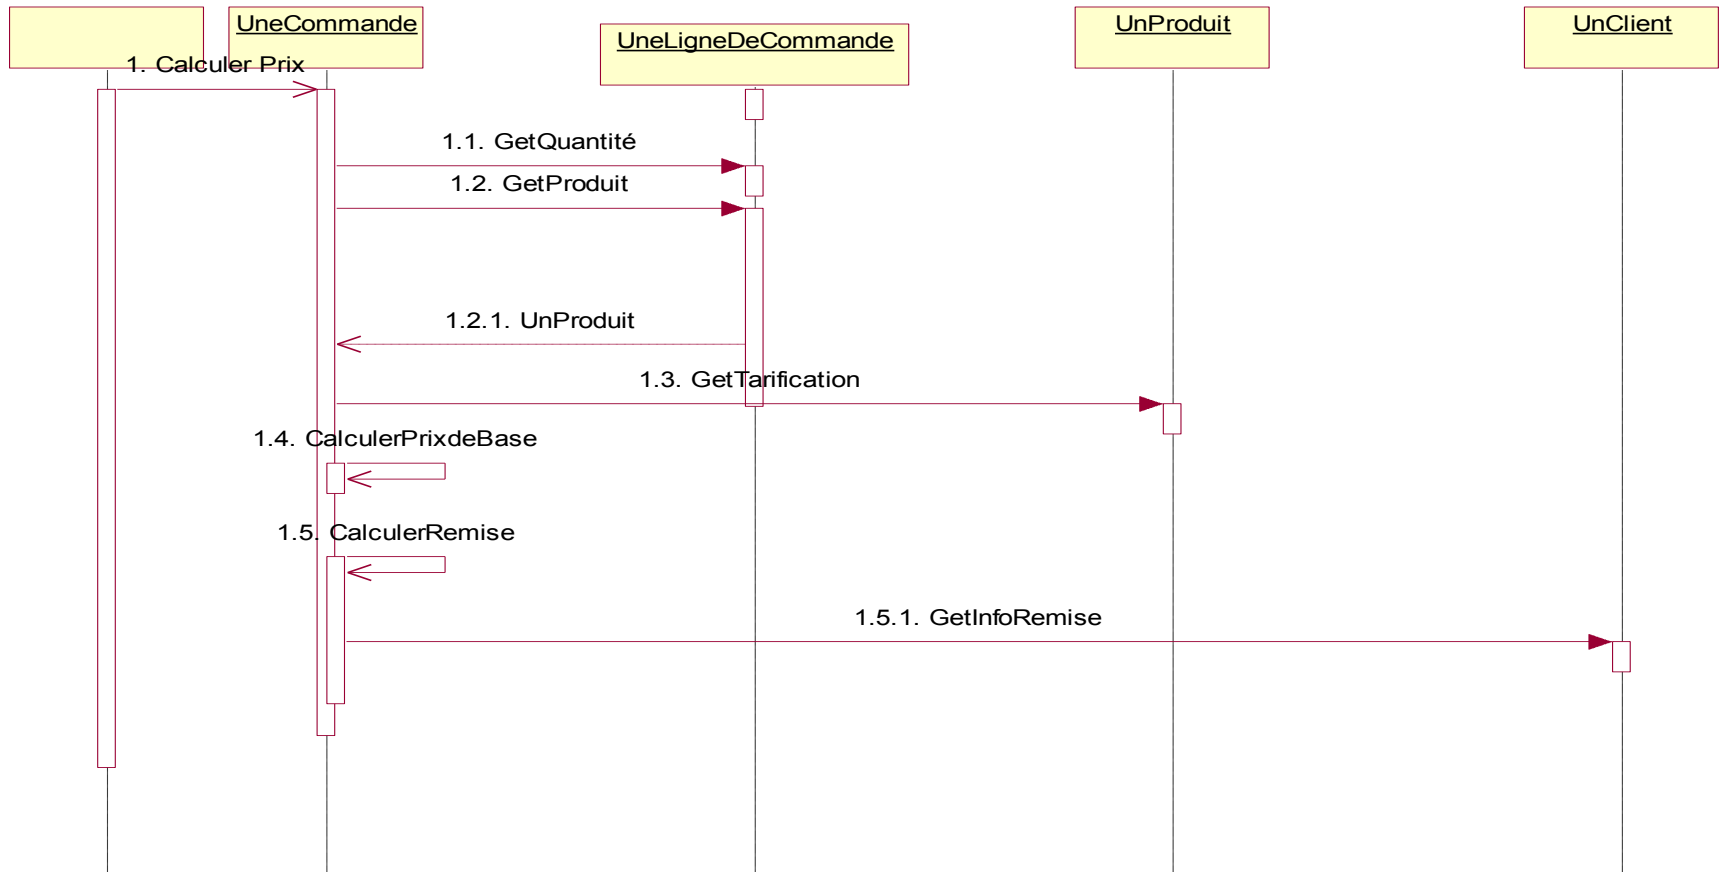 UneCommande
UneLigneDeCommande
UnProduit
UnClient
1. Calculer Prix
1.1. GetQuantité
1.2. GetProduit
1.2.1. UnProduit
1.3. GetTarification
1.4. CalculerPrixdeBase
1.5. CalculerRemise
1.5.1. GetInfoRemise